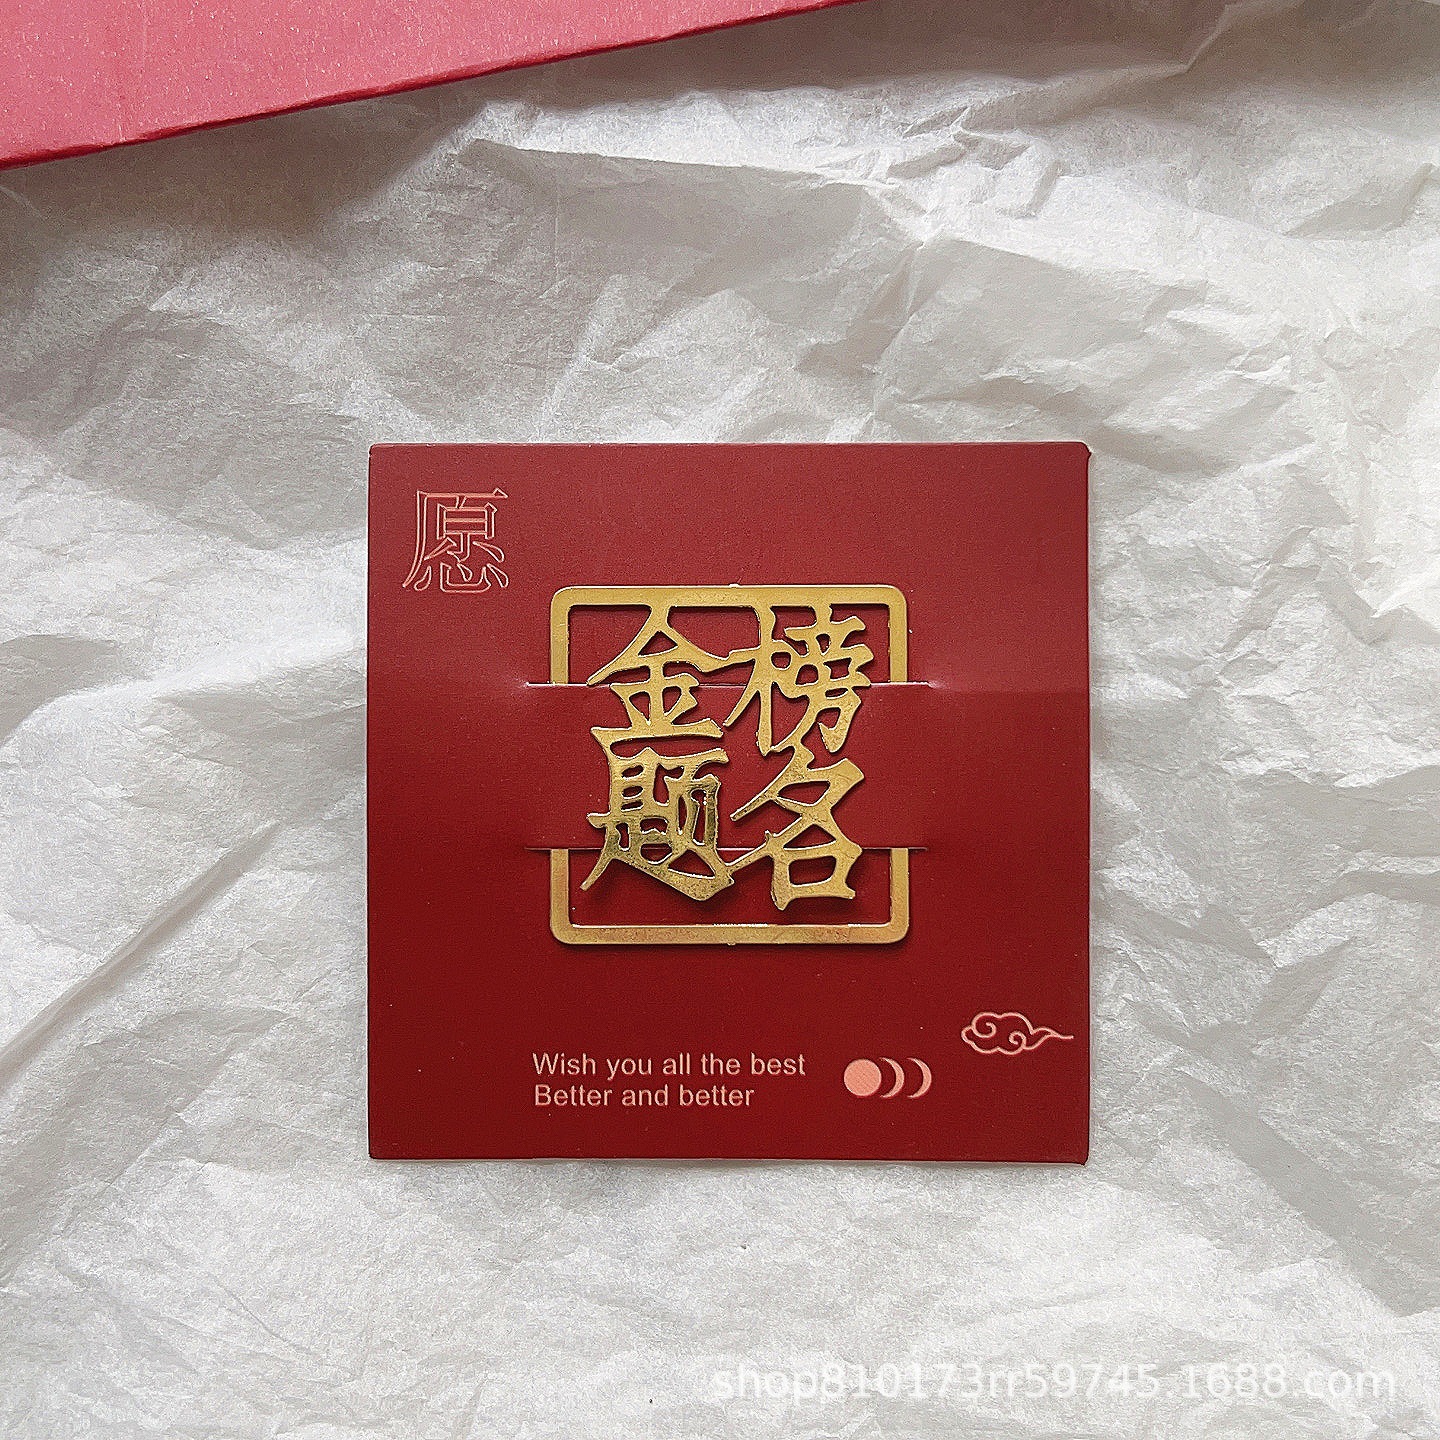 愿
金榜
题名
Wish you all the best
Better and better
shop810173rr59745.1688.com